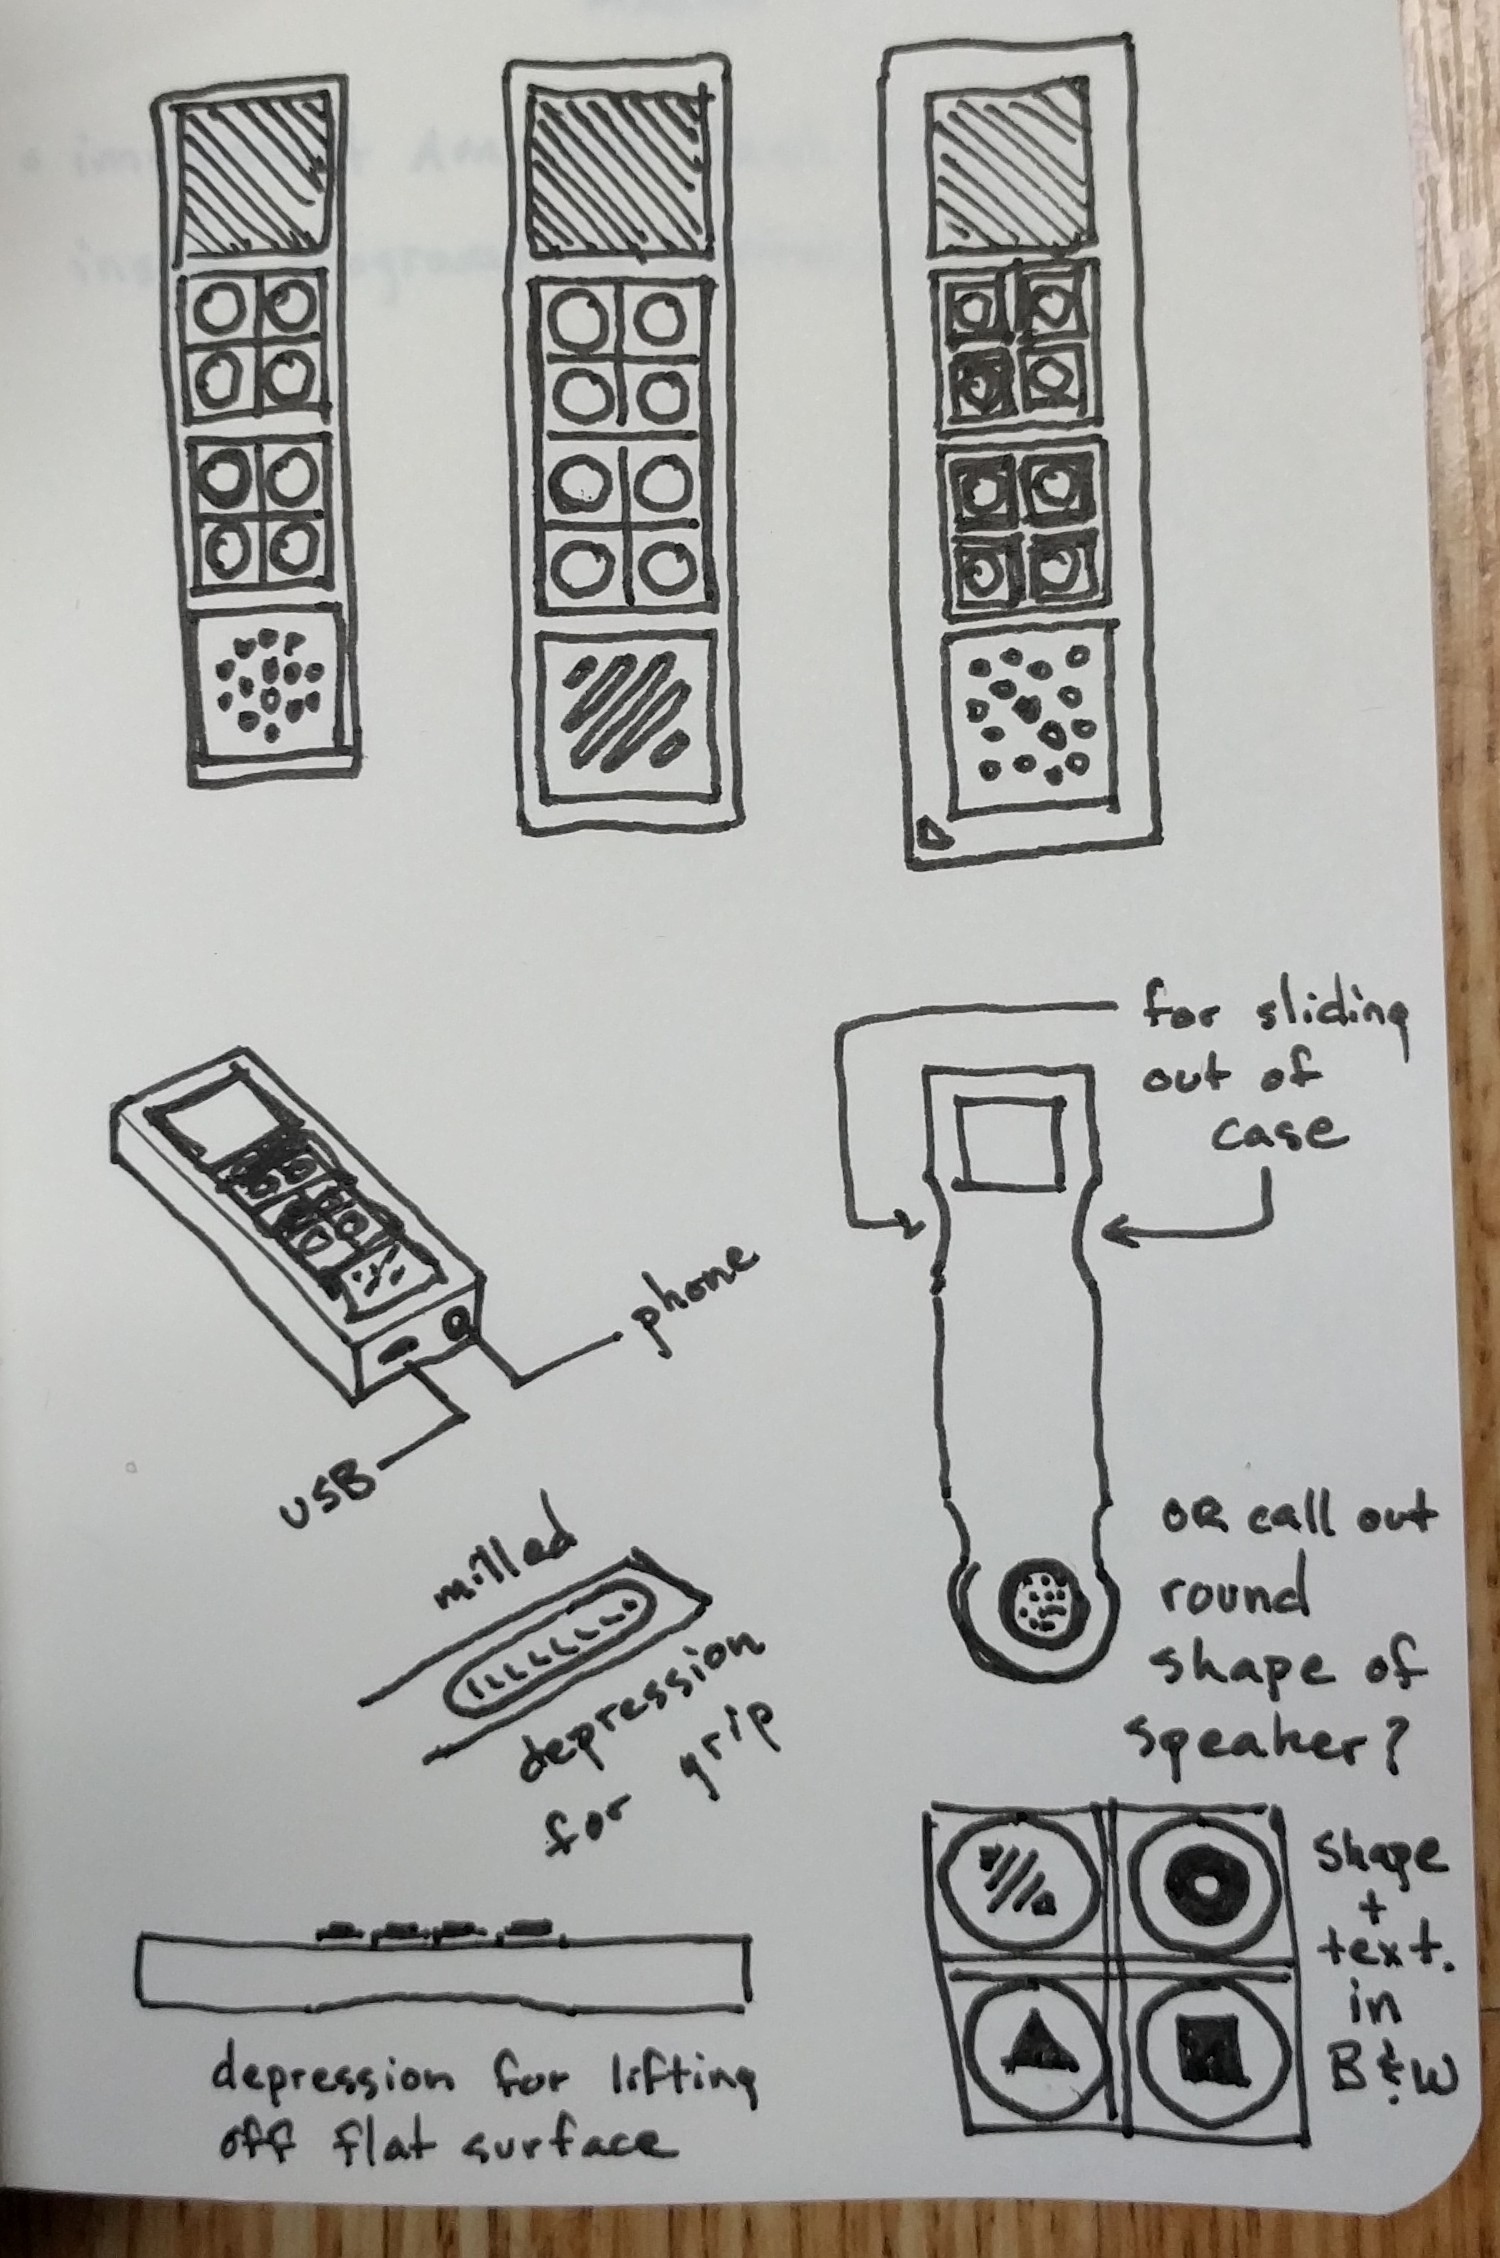 for sliding
out of
case
phone
USB
milled
depression
for grip
OR call out
round
shape of
speaker?
shape
+
text.
in
B&W
depression for lifting
off flat surface